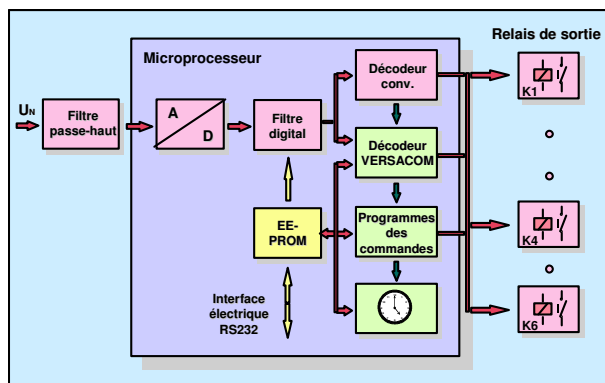 Relais de sortie
Microprocesseur
UN
Filtre
passe-haut
A
D
Filtre
digital
Décodeur
conv.
Décodeur
VERSACOM
EE-
PROM
Programmes
des
commandes
Interface
électrique
RS232
K1
K4
K6